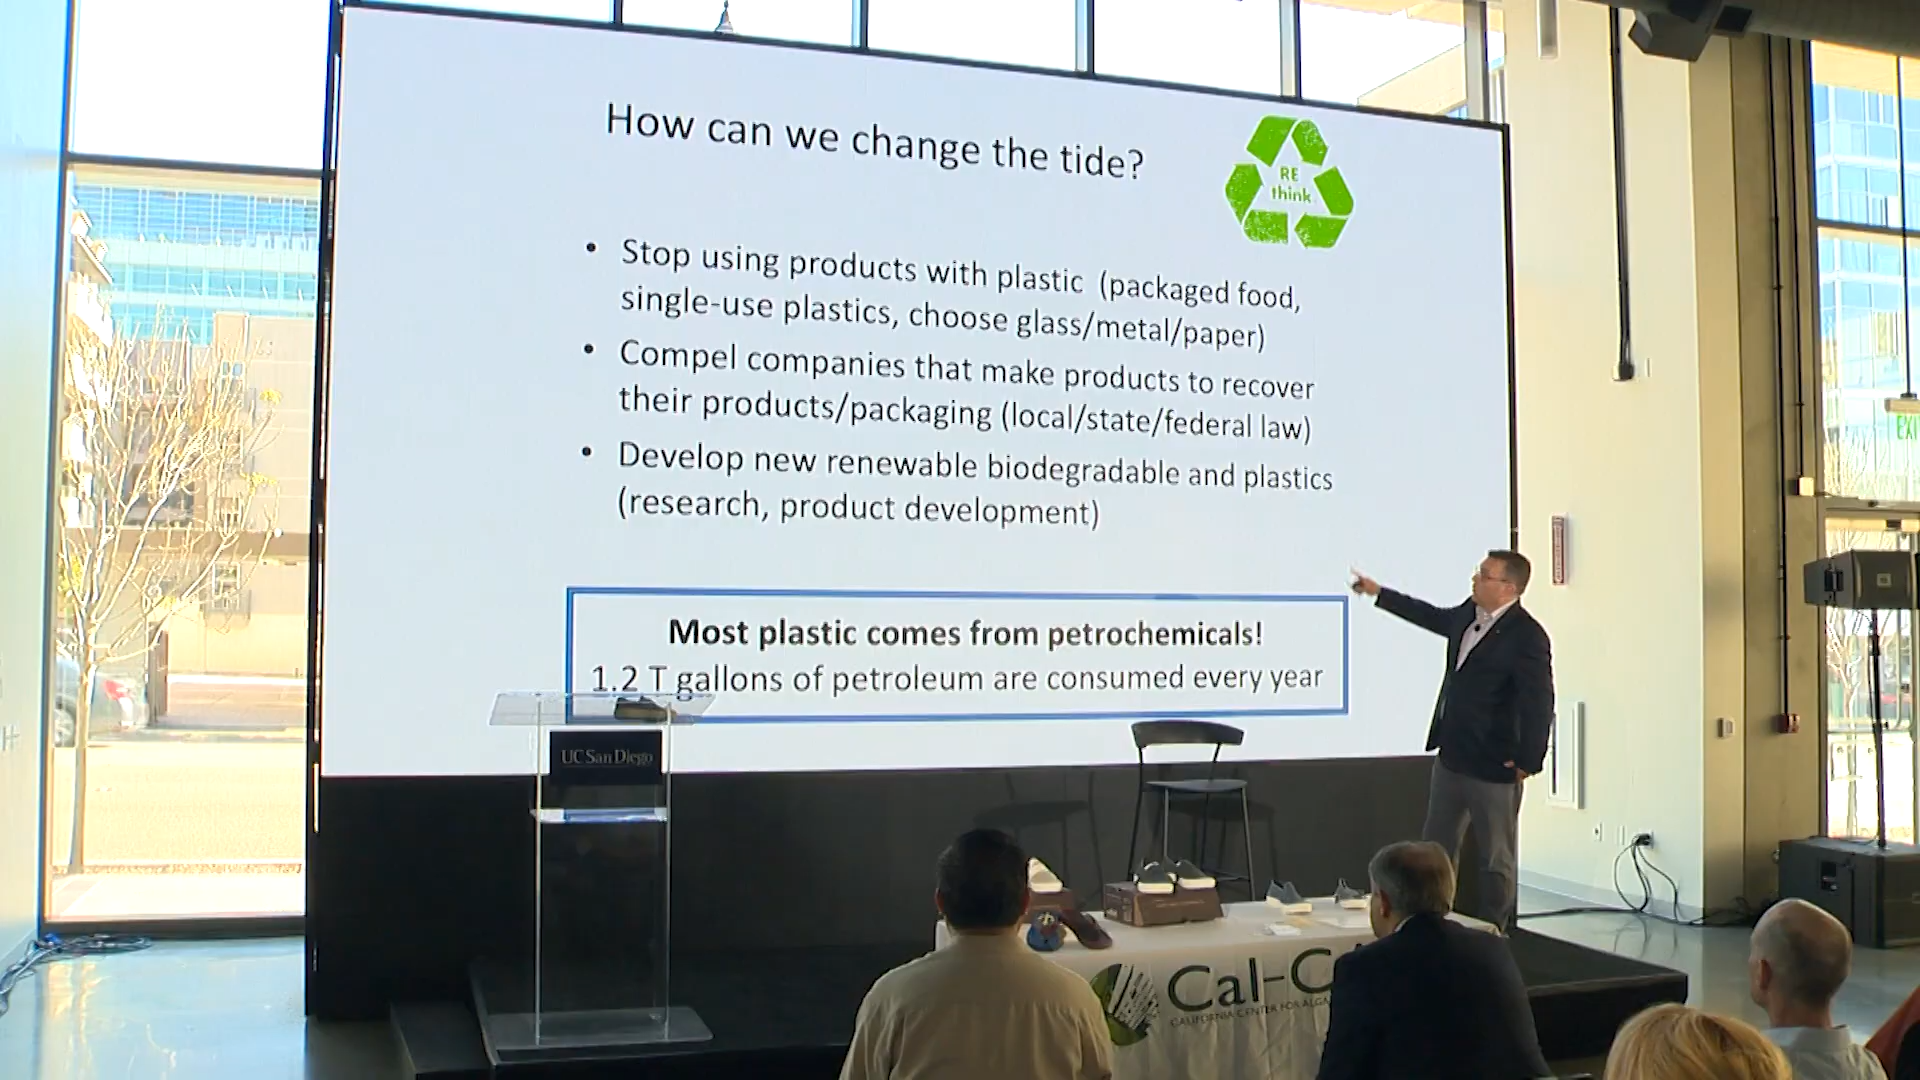 How can we change the tide?
RE
think
• Stop using products with plastic (packaged food,
single-use plastics, choose glass/metal/paper)
• Compel companies that make products to recover
their products/packaging (local/state/federal law)
• Develop new renewable biodegradable and plastics
(research, product development)
Most plastic comes from petrochemicals!
1.2 T gallons of petroleum are consumed every year
UC San Diego
EXI
Cal-C
CALIFORNIA CENTER FOR ALGA